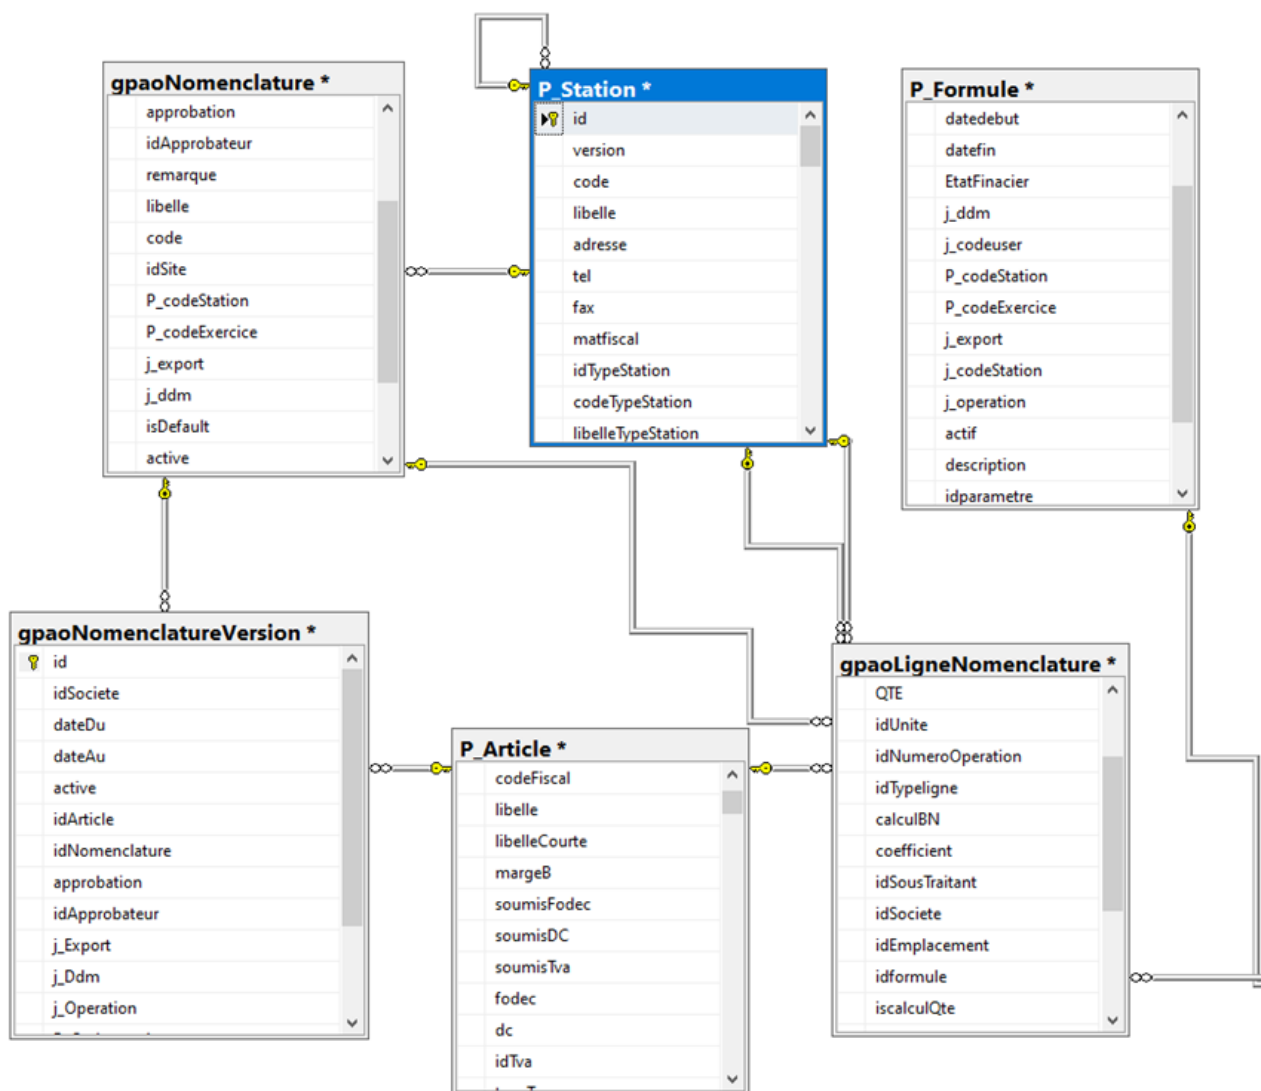 gpaoNomenclature *
approbation
idApprobateur
remarque
libelle
code
idSite
P_codeStation
P_codeExercice
j_export
j_ddm
isDefault
active
P_Station *
id
version
code
libelle
adresse
tel
fax
matfiscal
idTypeStation
codeTypeStation
libelleTypeStation
P_Formule *
datedebut
datefin
EtatFinacier
j_ddm
j_codeuser
P_codeStation
P_codeExercice
j_export
j_codeStation
j_operation
actif
description
idparametre
gpaoNomenclatureVersion *
id
idSociete
dateDu
dateAu
active
idArticle
idNomenclature
approbation
idApprobateur
j_Export
j_Ddm
j_Operation
P_Article *
codeFiscal
libelle
libelleCourte
margeB
soumisFodec
soumisDC
soumisTva
fodec
dc
idTva
gpaoLigneNomenclature *
QTE
idUnite
idNumeroOperation
idTypeligne
calculBN
coefficient
idSousTraitant
idSociete
idEmplacement
idformule
iscalculQte